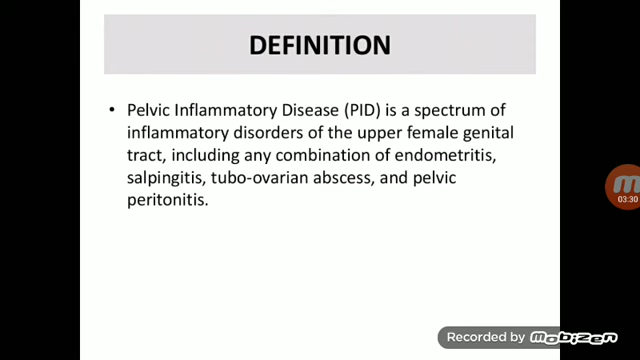 DEFINITION
• Pelvic Inflammatory Disease (PID) is a spectrum of
inflammatory disorders of the upper female genital
tract, including any combination of endometritis,
salpingitis, tubo-ovarian abscess, and pelvic
peritonitis.
03:30
Recorded by mobizen